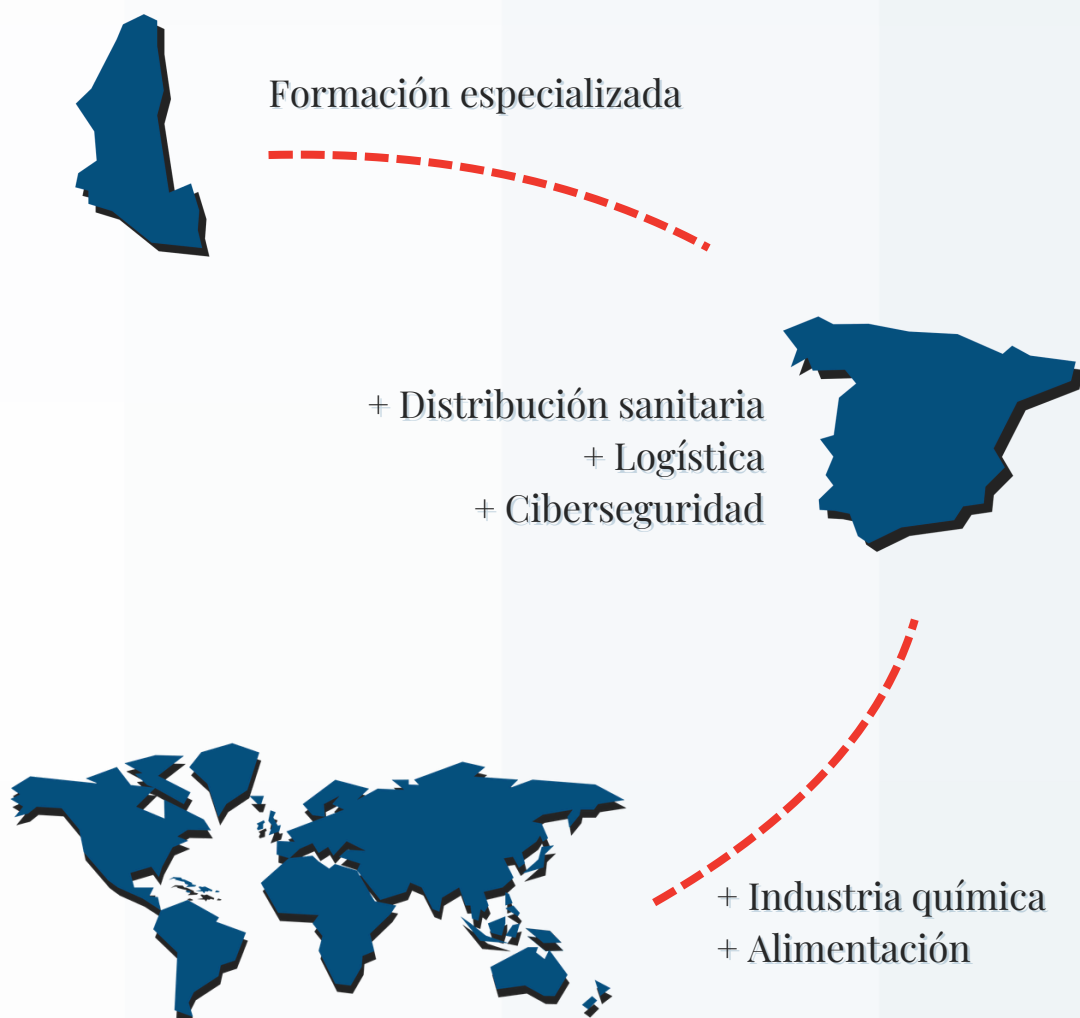 Formación especializada
+ Distribución sanitaria
+ Logística
+ Ciberseguridad
+ Industria química
+ Alimentación